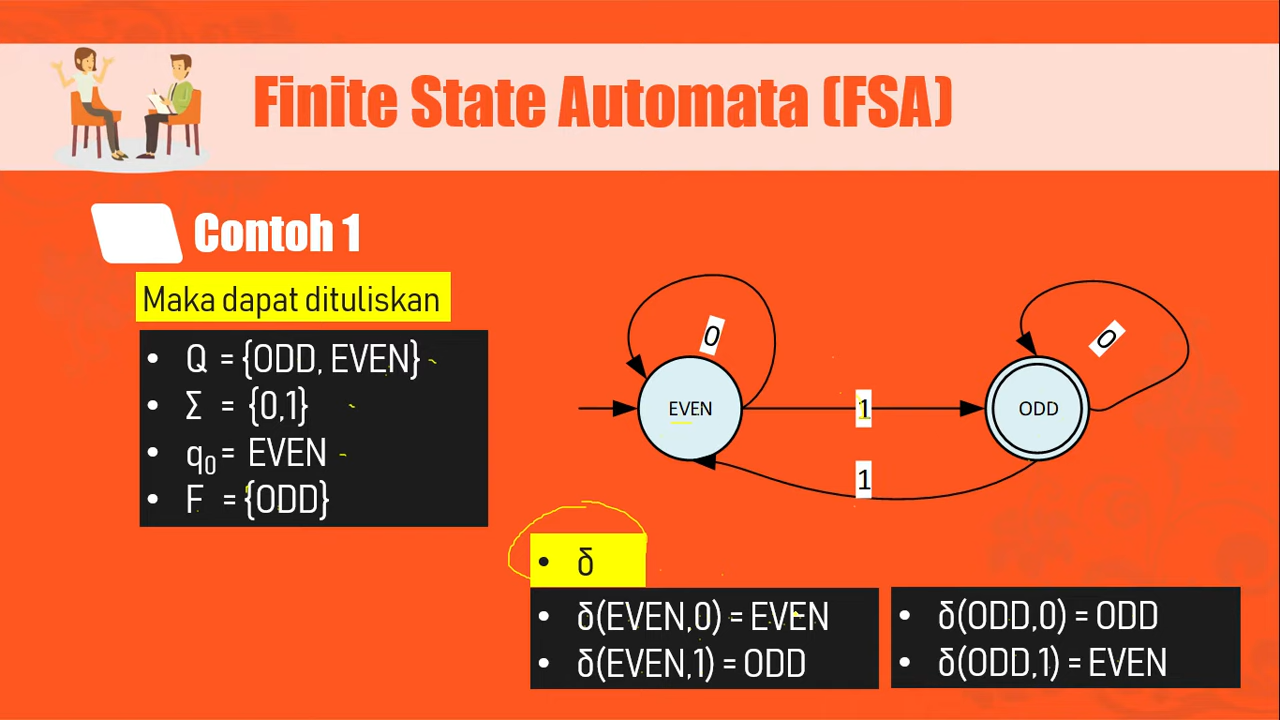 Finite State Automata (FSA)
Contoh 1
Maka dapat dituliskan
• Q = {ODD, EVEN}
• Σ = {0,1}
• q₀ = EVEN
• F = {ODD}
0
0
EVEN
1
ODD
1
• δ
• δ(EVEN,0) = EVEN
• δ(EVEN,1) = ODD
• δ(ODD,0) = ODD
• δ(ODD,1) = EVEN